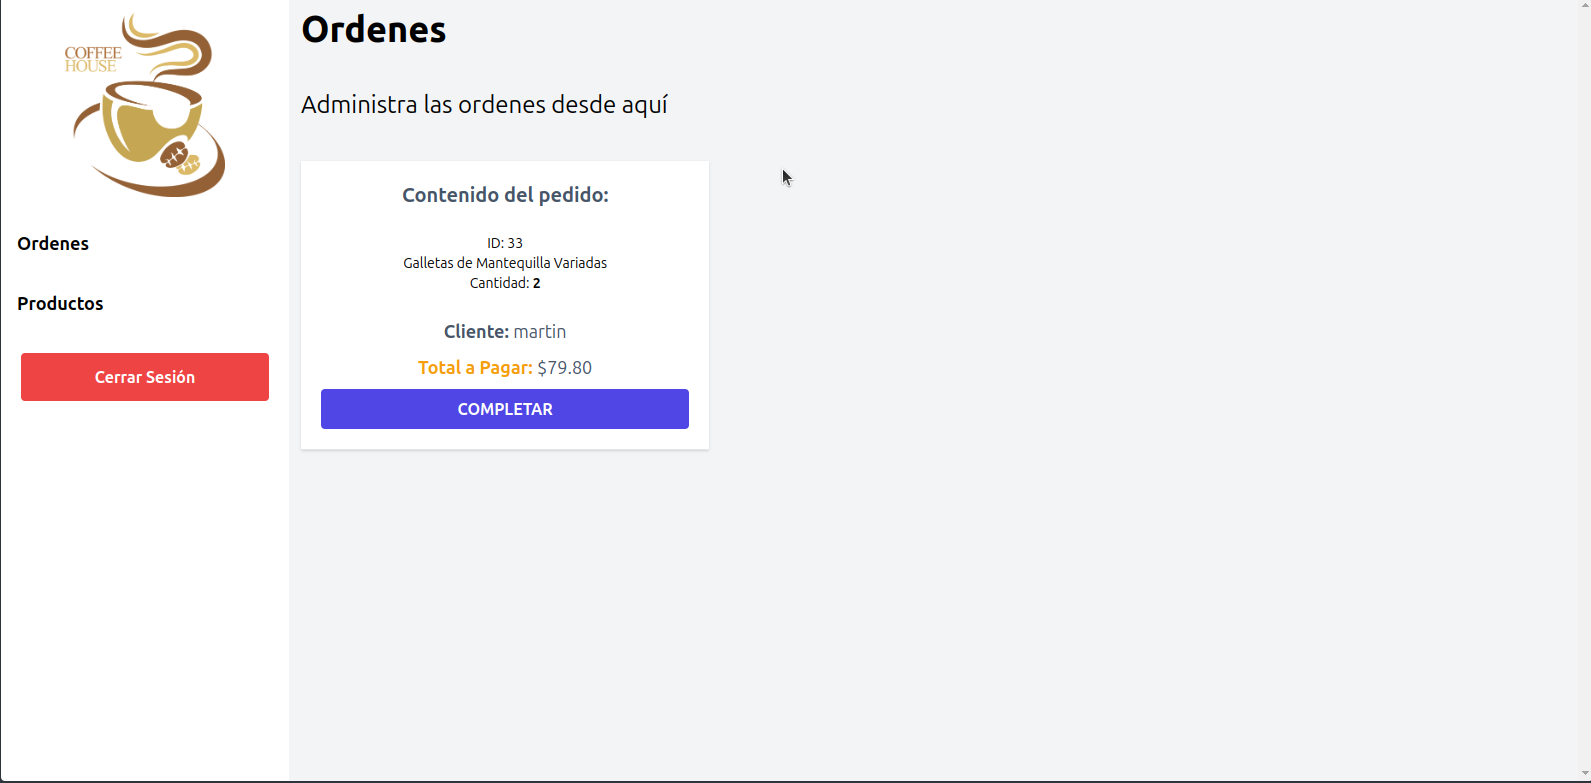 COFFEE
HOUSE
Ordenes
Productos
Cerrar Sesión
Ordenes
Administra las ordenes desde aquí
Contenido del pedido:
ID: 33
Galletas de Mantequilla Variadas
Cantidad: 2
Cliente: martin
Total a Pagar: $79.80
COMPLETAR